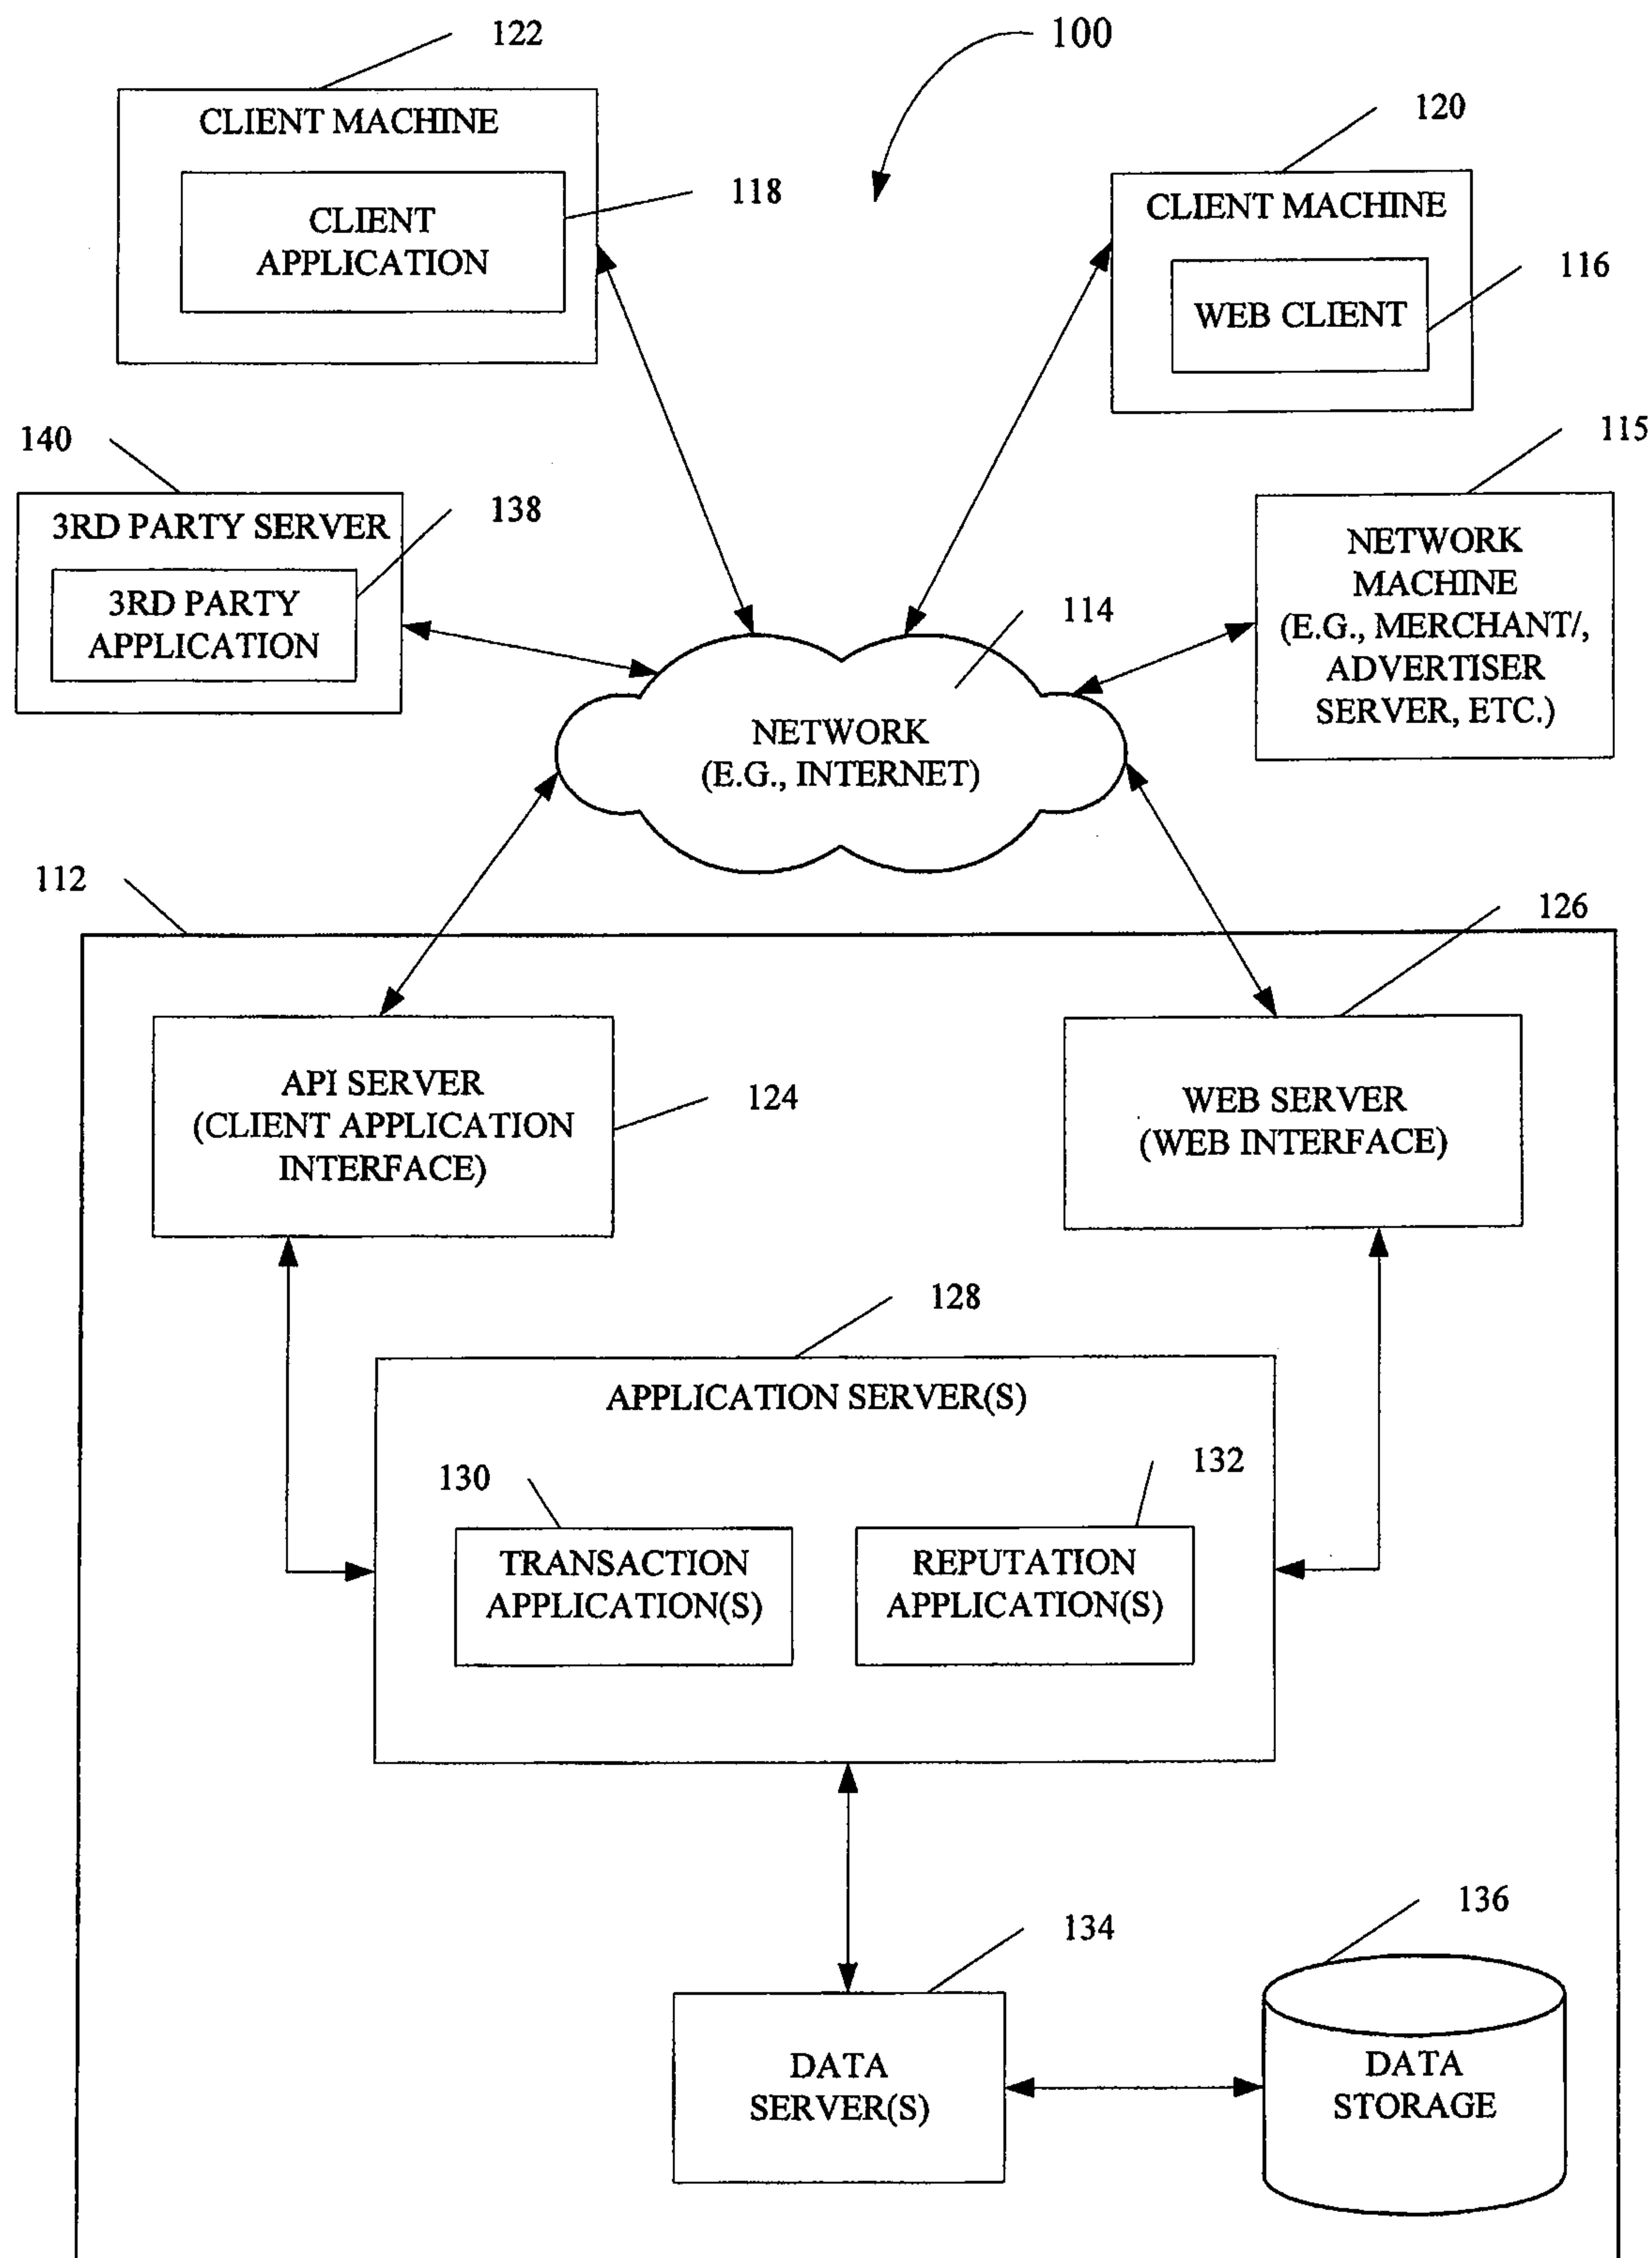 122
100
CLIENT MACHINE
120
118
CLIENT
APPLICATION
CLIENT MACHINE
116
WEB CLIENT
140
115
3RD PARTY SERVER
138
3RD PARTY
APPLICATION
NETWORK
MACHINE
(E.G., MERCHANT/,
ADVERTISER
SERVER, ETC.)
114
NETWORK
(E.G., INTERNET)
112
126
API SERVER
(CLIENT APPLICATION
INTERFACE)
124
WEB SERVER
(WEB INTERFACE)
128
APPLICATION SERVER(S)
130
132
TRANSACTION
APPLICATION(S)
REPUTATION
APPLICATION(S)
134
136
DATA
SERVER(S)
DATA
STORAGE